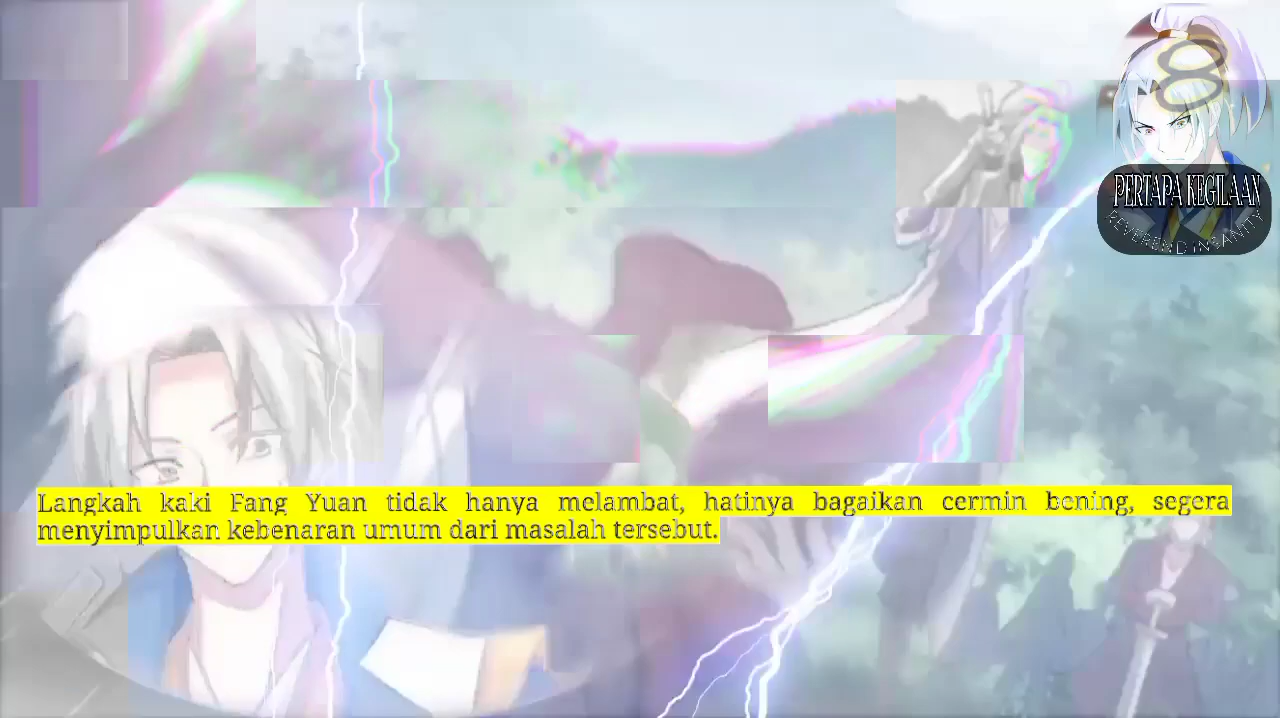 8
PERTAPA KEGILAAN
REVEREND INSANITY
Langkah kaki Fang Yuan tidak hanya melambat, hatinya bagaikan cermin bening, segera
menyimpulkan kebenaran umum dari masalah tersebut.